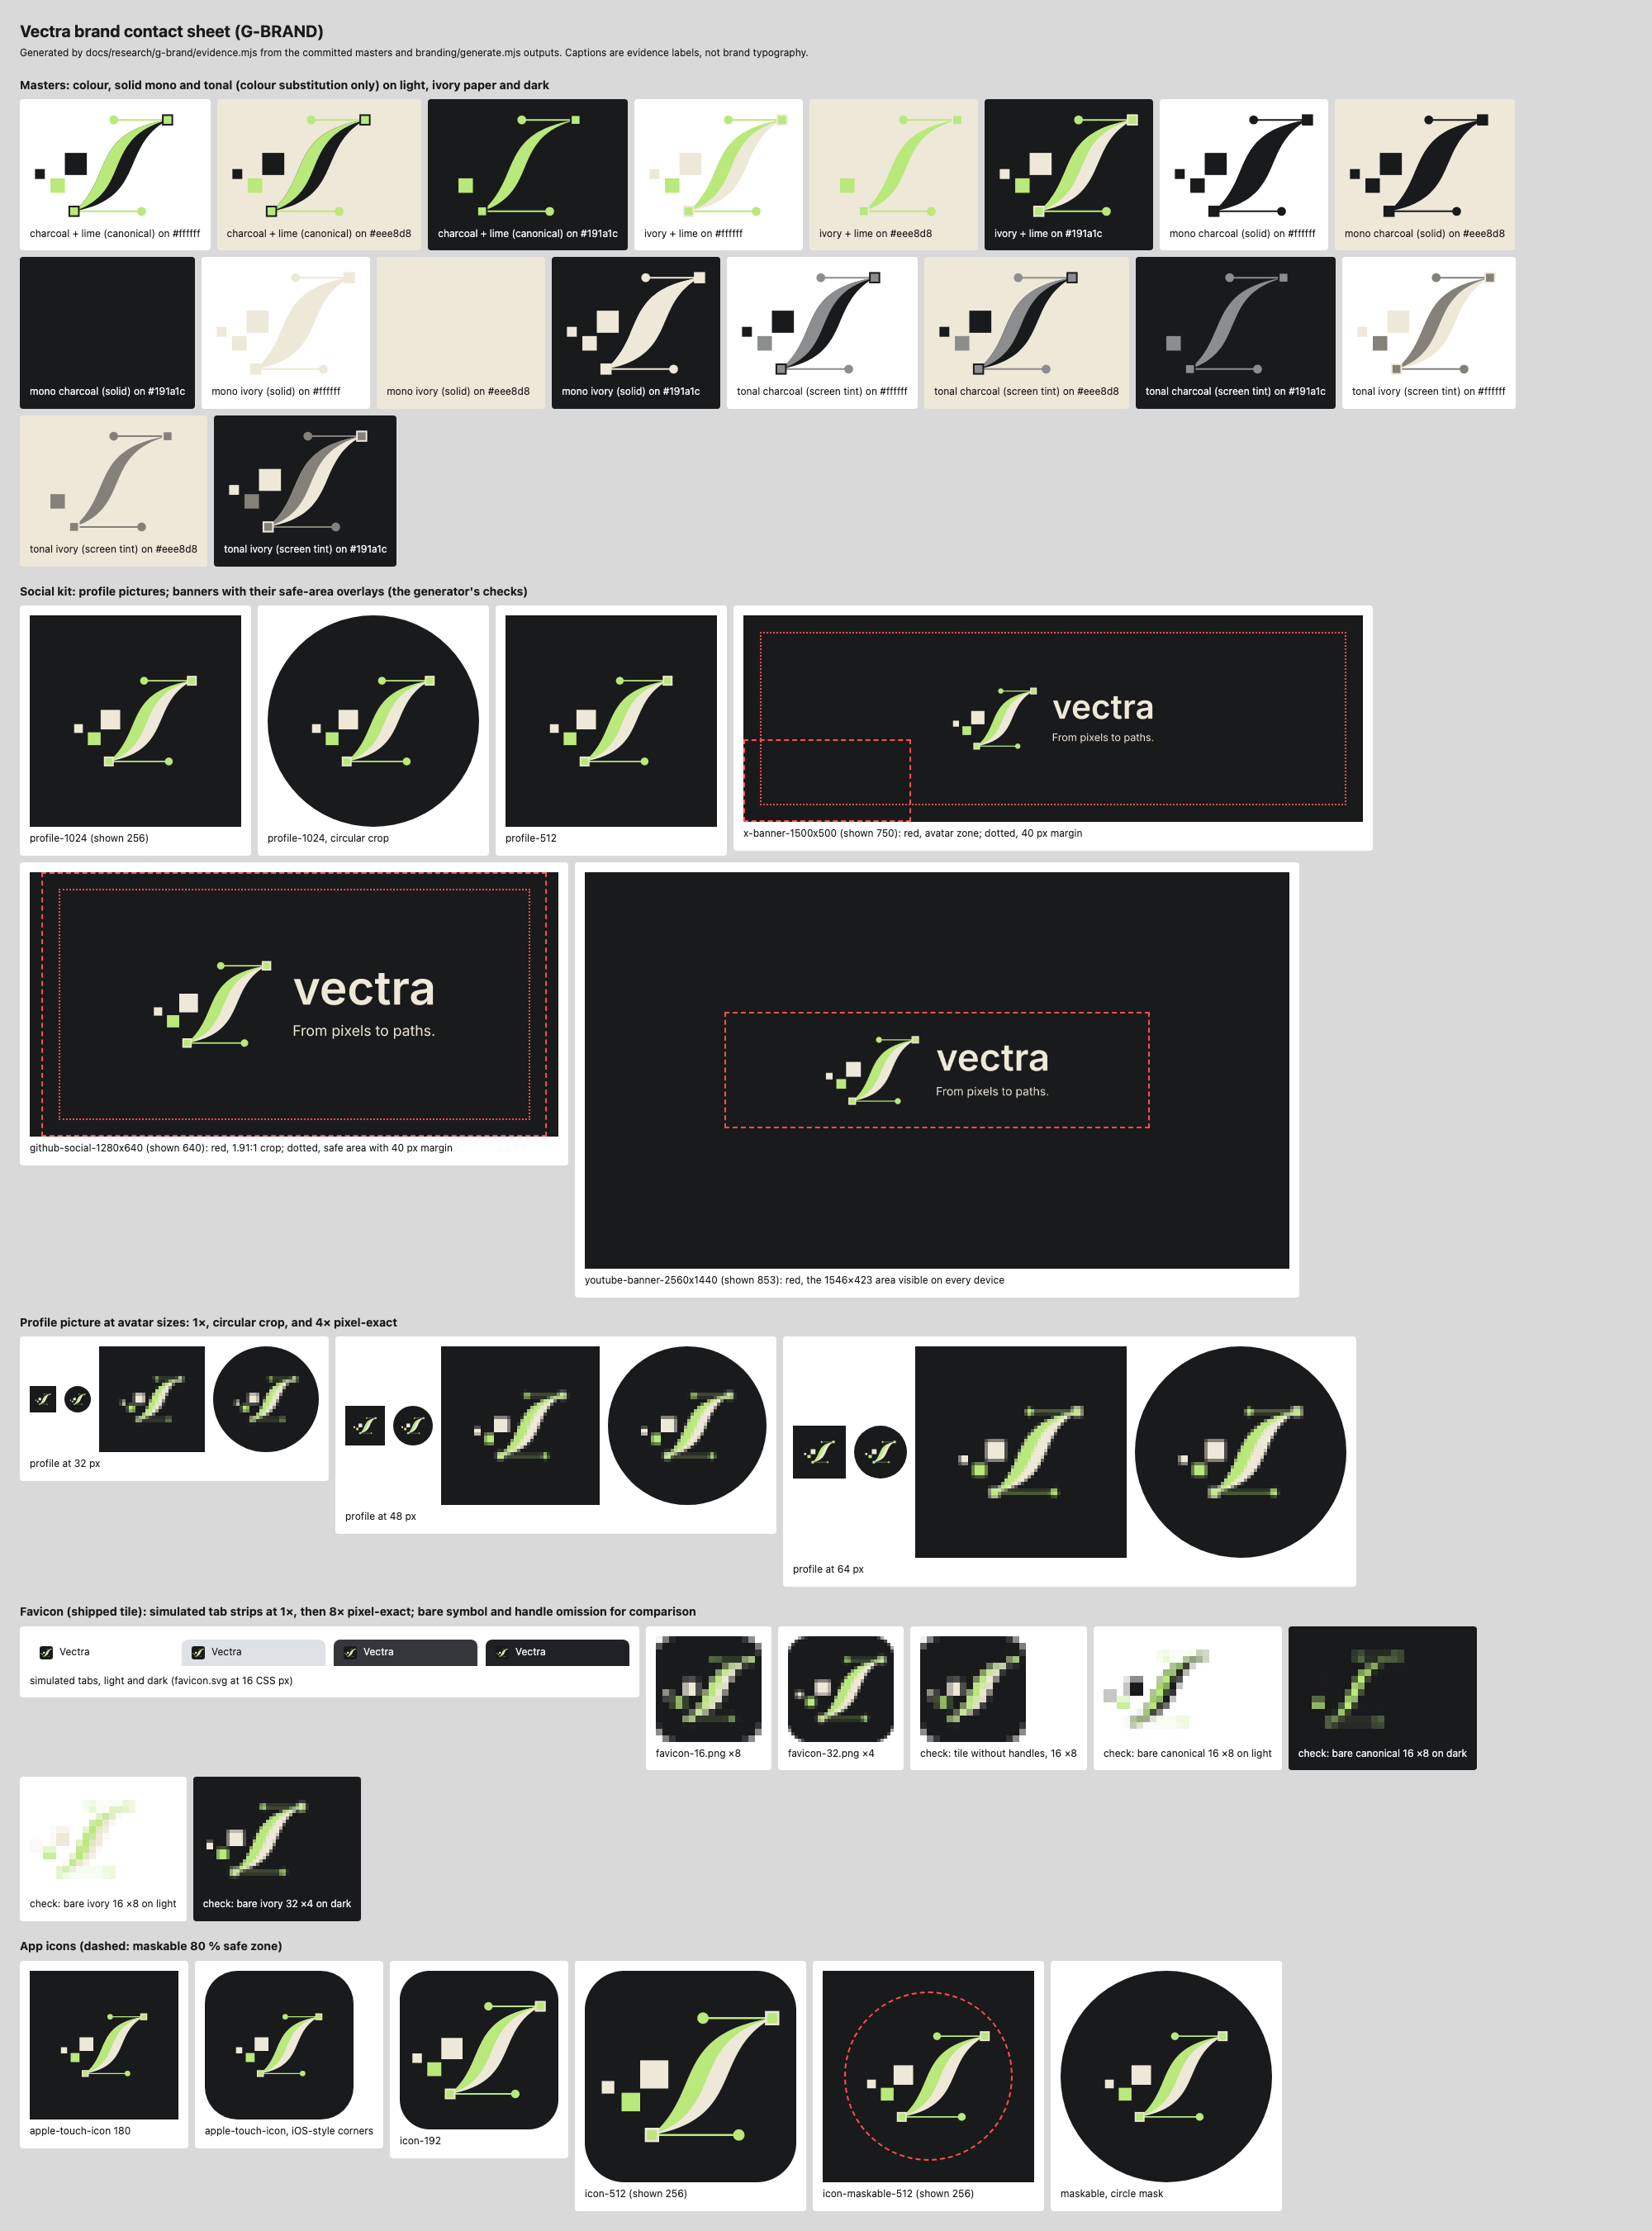 Vectra brand contact sheet (G-BRAND)
Generated by docs/research/g-brand/evidence.mjs from the committed masters and branding/generate.mjs outputs. Captions are evidence labels, not brand typography.
Masters: colour, solid mono and tonal (colour substitution only) on light, ivory paper and dark
charcoal + lime (canonical) on #ffffff
charcoal + lime (canonical) on #eee8d8
charcoal + lime (canonical) on #191a1c
ivory + lime on #ffffff
ivory + lime on #eee8d8
ivory + lime on #191a1c
mono charcoal (solid) on #ffffff
mono charcoal (solid) on #eee8d8
mono charcoal (solid) on #191a1c
mono ivory (solid) on #ffffff
mono ivory (solid) on #eee8d8
mono ivory (solid) on #191a1c
tonal charcoal (screen tint) on #ffffff
tonal charcoal (screen tint) on #eee8d8
tonal charcoal (screen tint) on #191a1c
tonal ivory (screen tint) on #ffffff
tonal ivory (screen tint) on #eee8d8
tonal ivory (screen tint) on #191a1c
Social kit: profile pictures; banners with their safe-area overlays (the generator's checks)
profile-1024 (shown 256)
profile-1024, circular crop
profile-512
vectra
From pixels to paths.
x-banner-1500x500 (shown 750): red, avatar zone; dotted, 40 px margin
vectra
From pixels to paths.
github-social-1280x640 (shown 640): red, 1.91:1 crop; dotted, safe area with 40 px margin
vectra
From pixels to paths.
youtube-banner-2560x1440 (shown 853): red, the 1546×423 area visible on every device
Profile picture at avatar sizes: 1×, circular crop, and 4× pixel-exact
profile at 32 px
profile at 48 px
profile at 64 px
Favicon (shipped tile): simulated tab strips at 1×, then 8× pixel-exact; bare symbol and handle omission for comparison
Vectra
Vectra
Vectra
Vectra
simulated tabs, light and dark (favicon.svg at 16 CSS px)
favicon-16.png ×8
favicon-32.png ×4
check: tile without handles, 16 ×8
check: bare canonical 16 ×8 on light
check: bare canonical 16 ×8 on dark
check: bare ivory 16 ×8 on light
check: bare ivory 32 ×4 on dark
App icons (dashed: maskable 80 % safe zone)
apple-touch-icon 180
apple-touch-icon, iOS-style corners
icon-192
icon-512 (shown 256)
icon-maskable-512 (shown 256)
maskable, circle mask